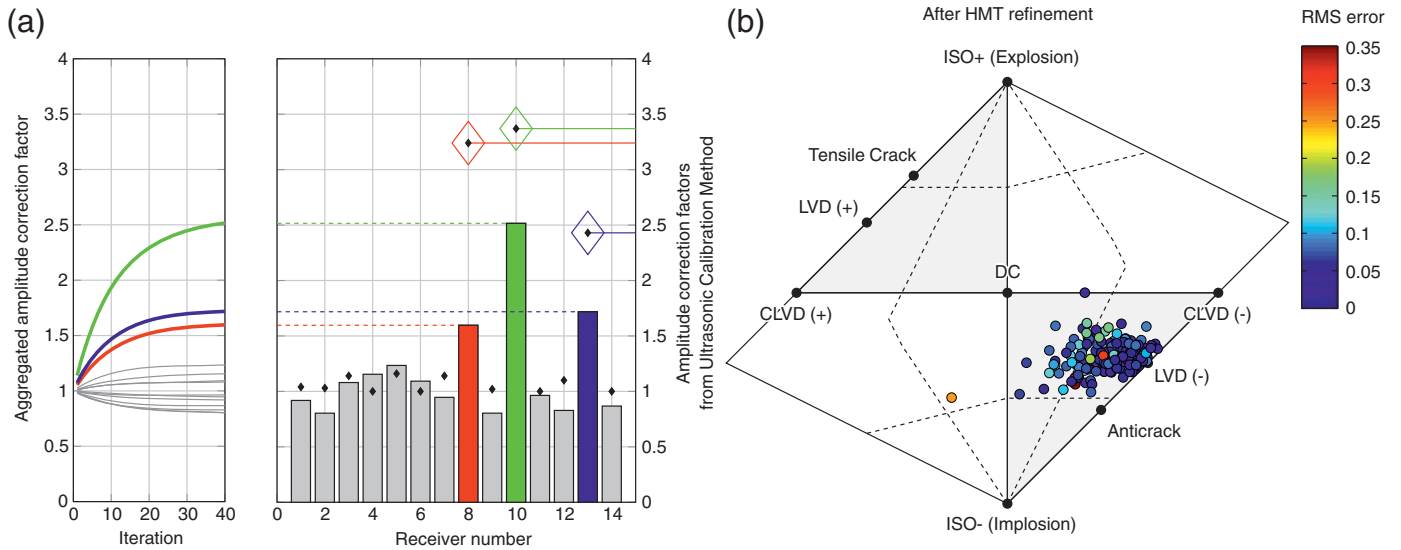 (a)
4
3.5
3
2.5
2
1.5
1
0.5
0
Aggregated amplitude correction factor
0 10 20 30 40
Iteration
0 2 4 6 8 10 12 14
Receiver number
4
3.5
3
2.5
2
1.5
1
0.5
0
Amplitude correction factors
from Ultrasonic Calibration Method
(b)
After HMT refinement
ISO+ (Explosion)
Tensile Crack
LVD (+)
DC
CLVD (+)
CLVD (-)
LVD (-)
Anticrack
ISO- (Implosion)
RMS error
0.35
0.3
0.25
0.2
0.15
0.1
0.05
0